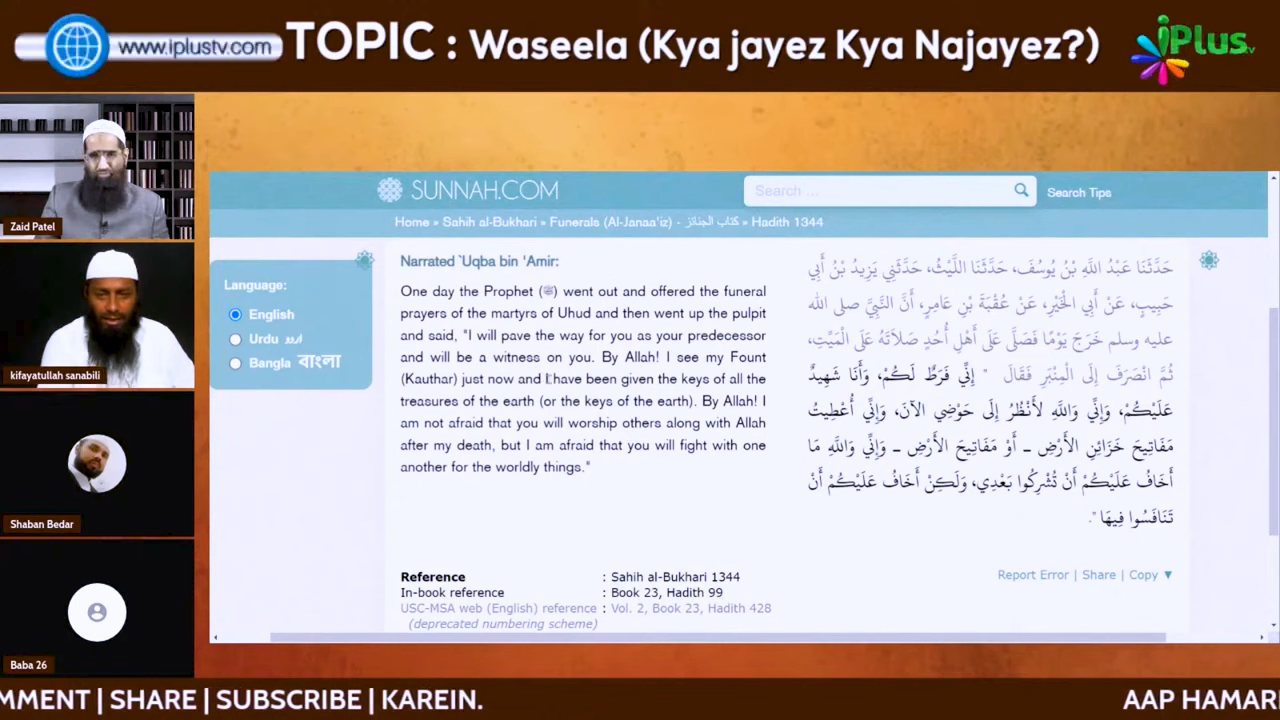 www.iplustv.com
TOPIC : Waseela (Kya jayez Kya Najayez?)
iPlus TV
Zaid Patel
kifayatullah sanabili
Shaban Bedar
Baba 26
SUNNAH.COM
Search ...
Search Tips
Home » Sahih al-Bukhari » Funerals (Al-Janaa'iz) - كتاب الجنائز » Hadith 1344
Language:
English
Urdu اردو
Bangla বাংলা
Narrated `Uqba bin 'Amir:
One day the Prophet (ﷺ) went out and offered the funeral
prayers of the martyrs of Uhud and then went up the pulpit
and said, "I will pave the way for you as your predecessor
and will be a witness on you. By Allah! I see my Fount
(Kauthar) just now and I have been given the keys of all the
treasures of the earth (or the keys of the earth). By Allah! I
am not afraid that you will worship others along with Allah
after my death, but I am afraid that you will fight with one
another for the worldly things."
حَدَّثَنَا عَبْدُ اللَّهِ بْنُ يُوسُفَ، حَدَّثَنَا اللَّيْثُ، حَدَّثَنِي يَزِيدُ بْنُ أَبِي
حَبِيبٍ، عَنْ أَبِي الْخَيْرِ، عَنْ عُقْبَةَ بْنِ عَامِرٍ، أَنَّ النَّبِيَّ صلى الله
عليه وسلم خَرَجَ يَوْمًا فَصَلَّى عَلَى أَهْلِ أُحُدٍ صَلاَتَهُ عَلَى الْمَيِّتِ،
ثُمَّ انْصَرَفَ إِلَى الْمِنْبَرِ فَقَالَ " إِنِّي فَرَطٌ لَكُمْ، وَأَنَا شَهِيدٌ
عَلَيْكُمْ، وَإِنِّي وَاللَّهِ لأَنْظُرُ إِلَى حَوْضِي الآنَ، وَإِنِّي أُعْطِيتُ
مَفَاتِيحَ خَزَائِنِ الأَرْضِ ـ أَوْ مَفَاتِيحَ الأَرْضِ ـ وَإِنِّي وَاللَّهِ مَا
أَخَافُ عَلَيْكُمْ أَنْ تُشْرِكُوا بَعْدِي، وَلَكِنْ أَخَافُ عَلَيْكُمْ أَنْ
تَنَافَسُوا فِيهَا ".
Reference : Sahih al-Bukhari 1344
In-book reference : Book 23, Hadith 99
USC-MSA web (English) reference : Vol. 2, Book 23, Hadith 428
(deprecated numbering scheme)
Report Error | Share | Copy ▼
MMENT | SHARE | SUBSCRIBE | KAREIN.
AAP HAMAR